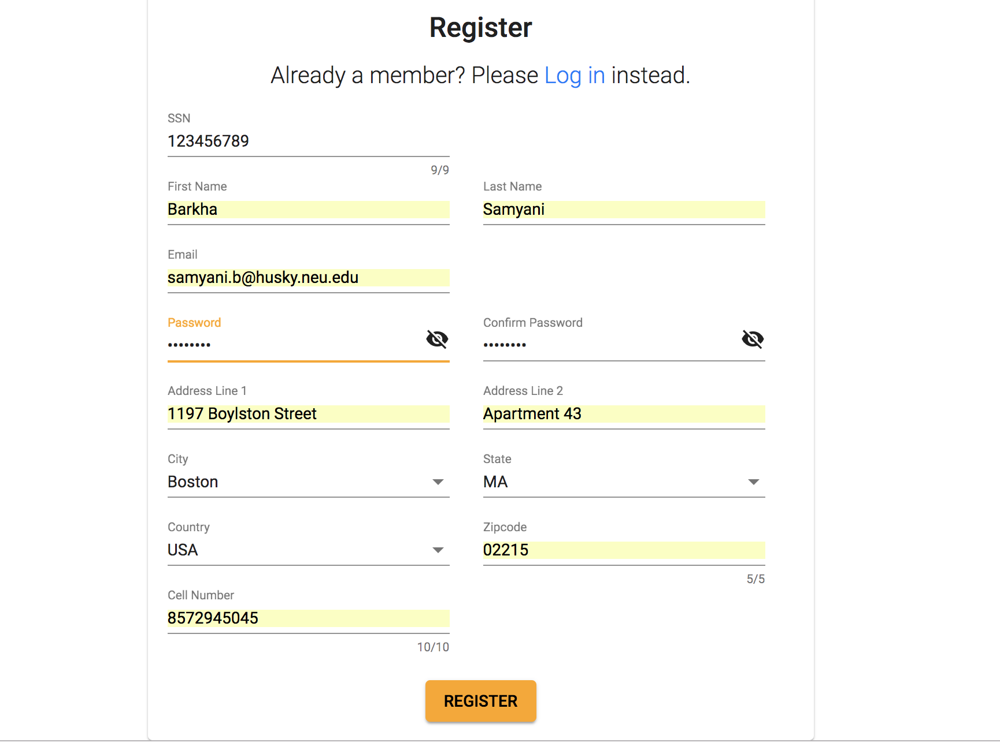 Register
Already a member? Please Log in instead.
SSN
123456789
9/9
First Name
Barkha
Last Name
Samyani
Email
samyani.b@husky.neu.edu
Password
••••••••
Confirm Password
••••••••
Address Line 1
1197 Boylston Street
Address Line 2
Apartment 43
City
Boston
State
MA
Country
USA
Zipcode
02215
5/5
Cell Number
8572945045
10/10
REGISTER